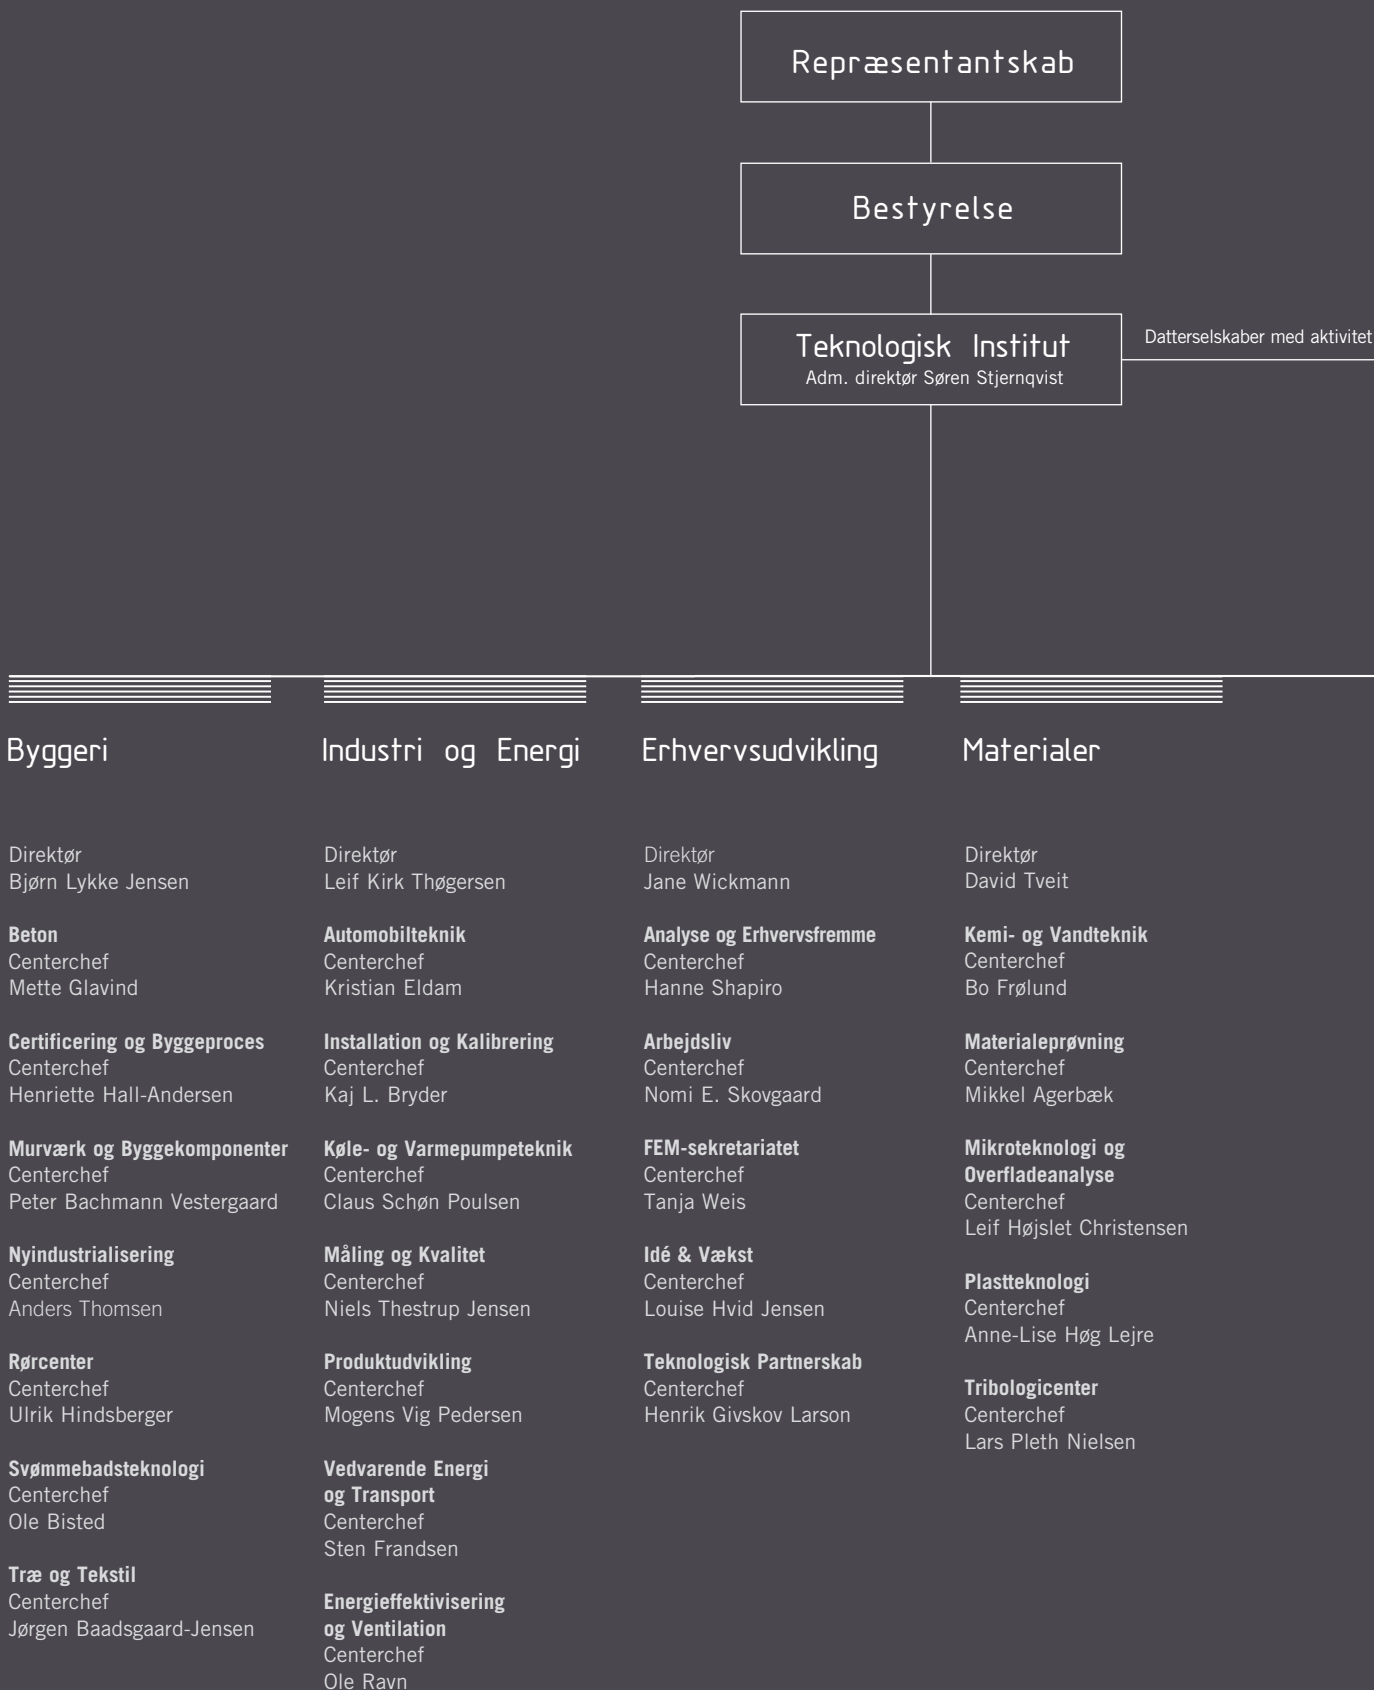 Repræsentantskab
Bestyrelse
Teknologisk Institut
Adm. direktør Søren Stjernqvist
Datterselskaber med aktivitet
Byggeri
Direktør
Bjørn Lykke Jensen
Beton
Centerchef
Mette Glavind
Certificering og Byggeproces
Centerchef
Henriette Hall-Andersen
Murværk og Byggekomponenter
Centerchef
Peter Bachmann Vestergaard
Nyindustrialisering
Centerchef
Anders Thomsen
Rørcenter
Centerchef
Ulrik Hindsberger
Svømmebadsteknologi
Centerchef
Ole Bisted
Træ og Tekstil
Centerchef
Jørgen Baadsgaard-Jensen
Industri og Energi
Direktør
Leif Kirk Thøgersen
Automobilteknik
Centerchef
Kristian Eldam
Installation og Kalibrering
Centerchef
Kaj L. Bryder
Køle- og Varmepumpeteknik
Centerchef
Claus Schøn Poulsen
Måling og Kvalitet
Centerchef
Niels Thestrup Jensen
Produktudvikling
Centerchef
Mogens Vig Pedersen
Vedvarende Energi
og Transport
Centerchef
Sten Frandsen
Energieffektivisering
og Ventilation
Centerchef
Ole Ravn
Erhvervsudvikling
Direktør
Jane Wickmann
Analyse og Erhvervsfremme
Centerchef
Hanne Shapiro
Arbejdsliv
Centerchef
Nomi E. Skovgaard
FEM-sekretariatet
Centerchef
Tanja Weis
Idé & Vækst
Centerchef
Louise Hvid Jensen
Teknologisk Partnerskab
Centerchef
Henrik Givskov Larson
Materialer
Direktør
David Tveit
Kemi- og Vandteknik
Centerchef
Bo Frølund
Materialeprøvning
Centerchef
Mikkel Agerbæk
Mikroteknologi og
Overfladeanalyse
Centerchef
Leif Højslet Christensen
Plastteknologi
Centerchef
Anne-Lise Høg Lejre
Tribologicenter
Centerchef
Lars Pleth Nielsen